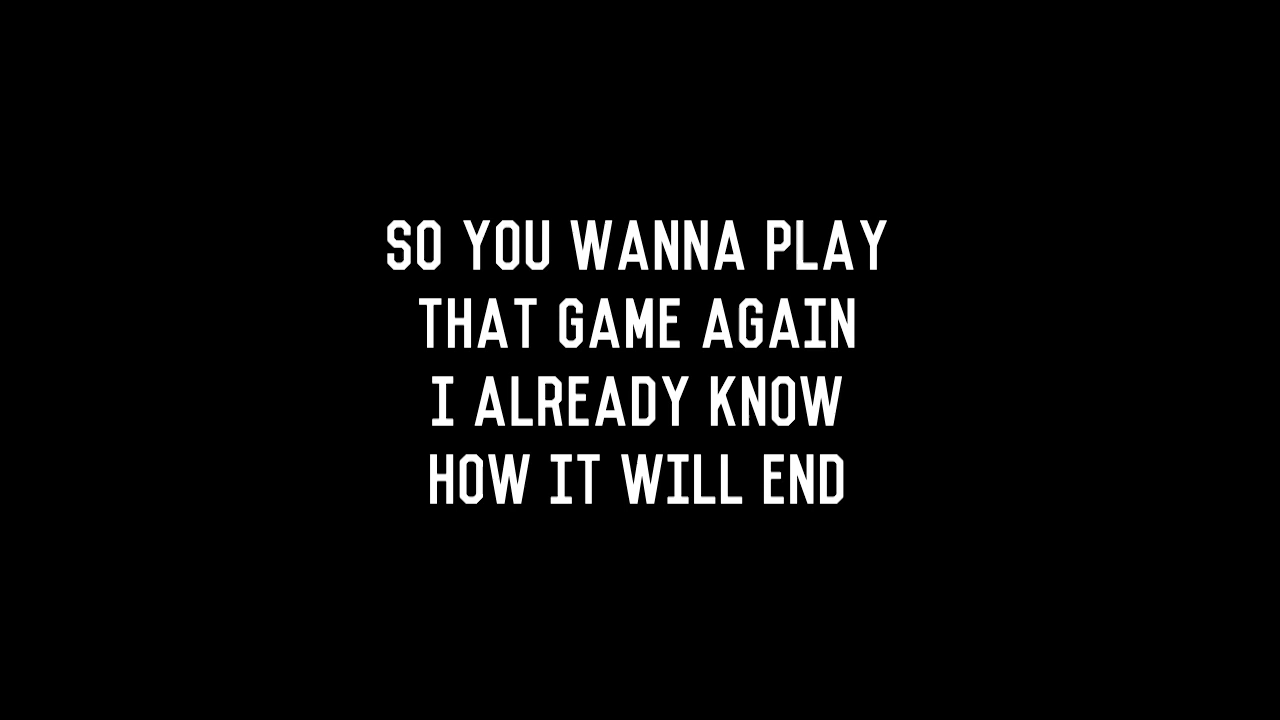 SO YOU WANNA PLAY
THAT GAME AGAIN
I ALREADY KNOW
HOW IT WILL END